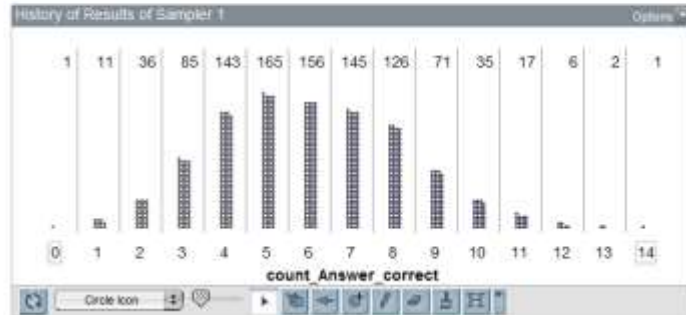 History of Results of Sampler 1 Options
1 11 36 85 143 165 156 145 126 71 35 17 6 2 1
0 1 2 3 4 5 6 7 8 9 10 11 12 13 14
count_Answer_correct
Circle Icon